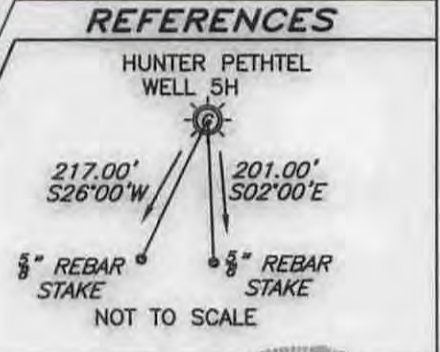 REFERENCES
HUNTER PETHTEL
WELL 5H
217.00'
S26°00'W
201.00'
S02°00'E
5/8" REBAR
STAKE
5/8" REBAR
STAKE
NOT TO SCALE